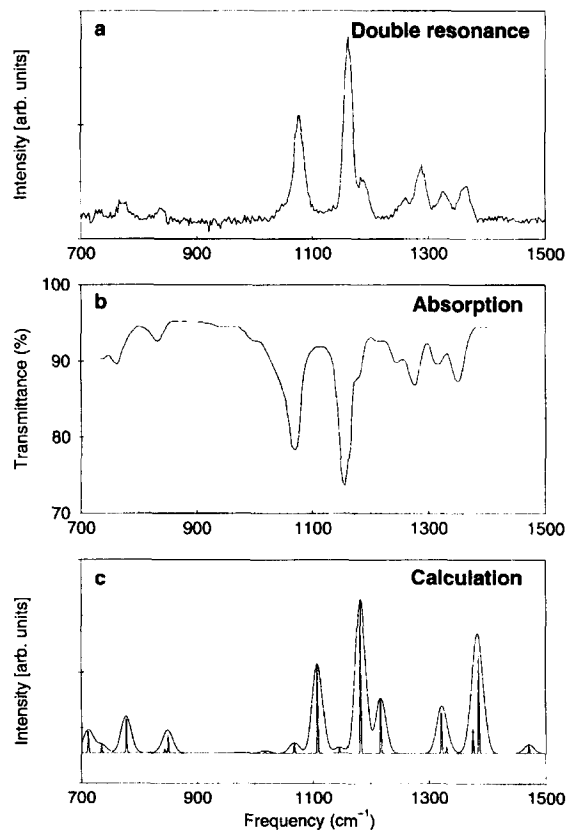 a
Double resonance
Intensity [arb. units]
700 900 1100 1300 1500
b
Absorption
Transmittance (%)
100
90
80
70
700 900 1100 1300 1500
c
Calculation
Intensity [arb. units]
700 900 1100 1300 1500
Frequency (cm⁻¹)